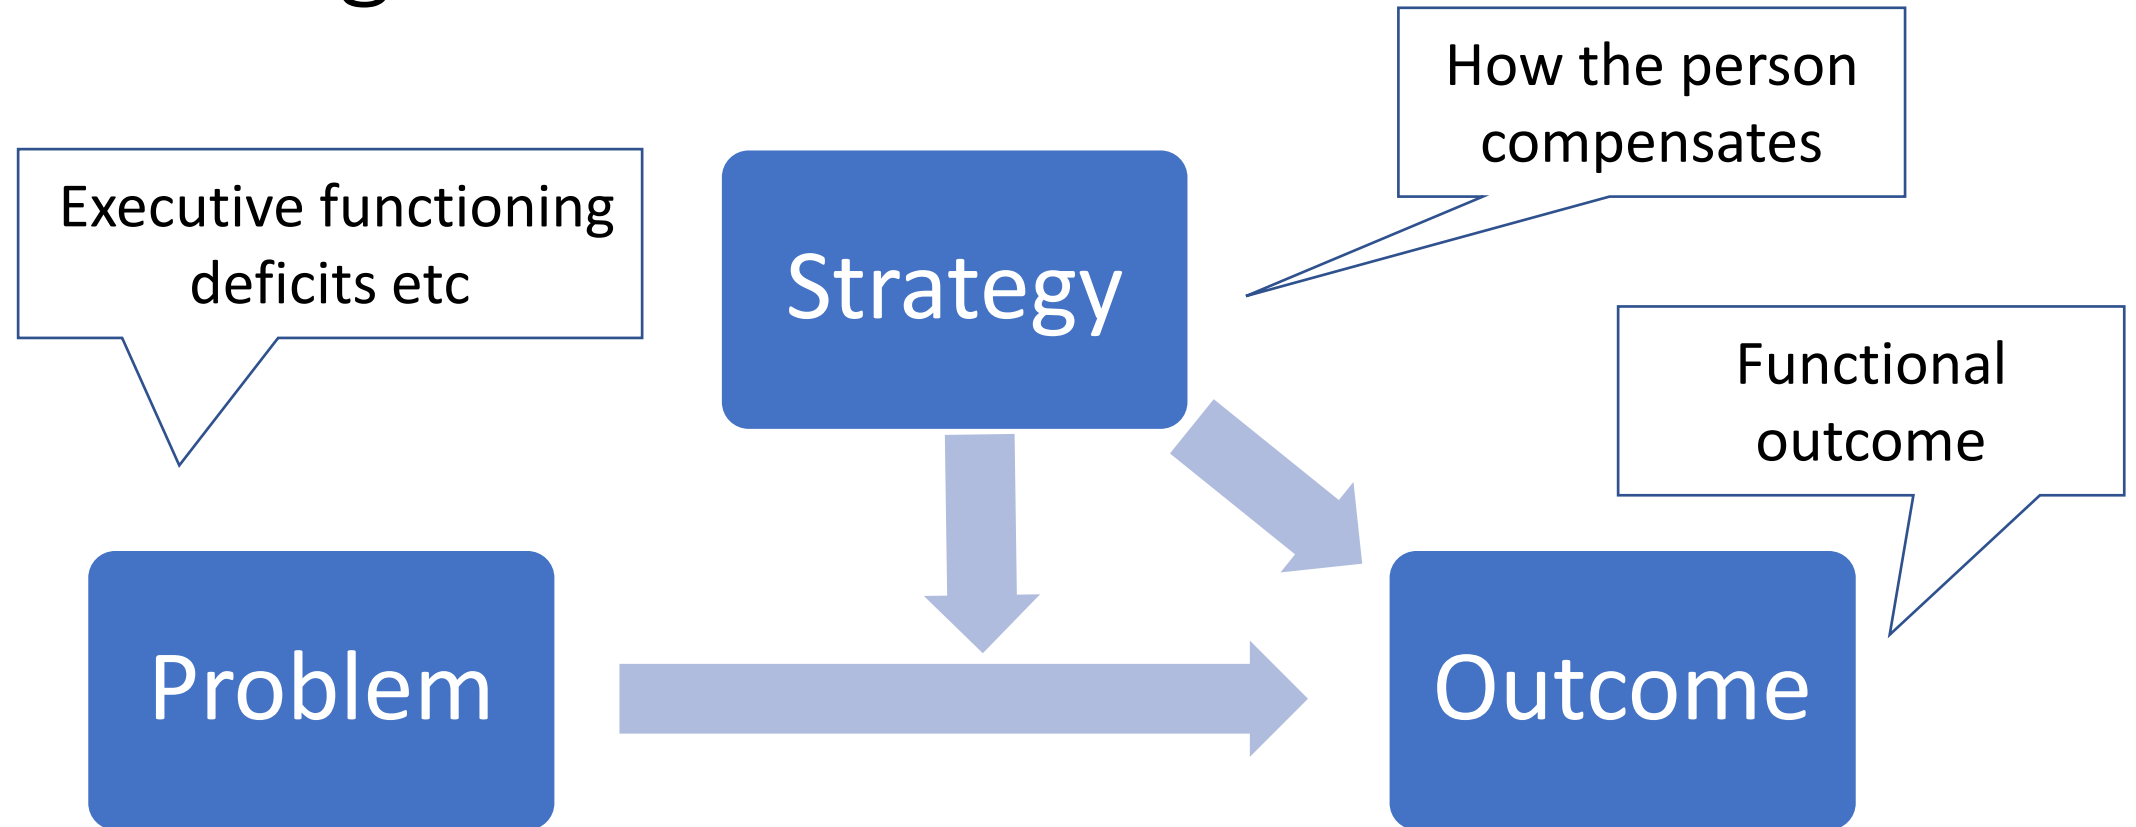 How the person
compensates
Executive functioning
deficits etc
Strategy
Functional
outcome
Problem
Outcome